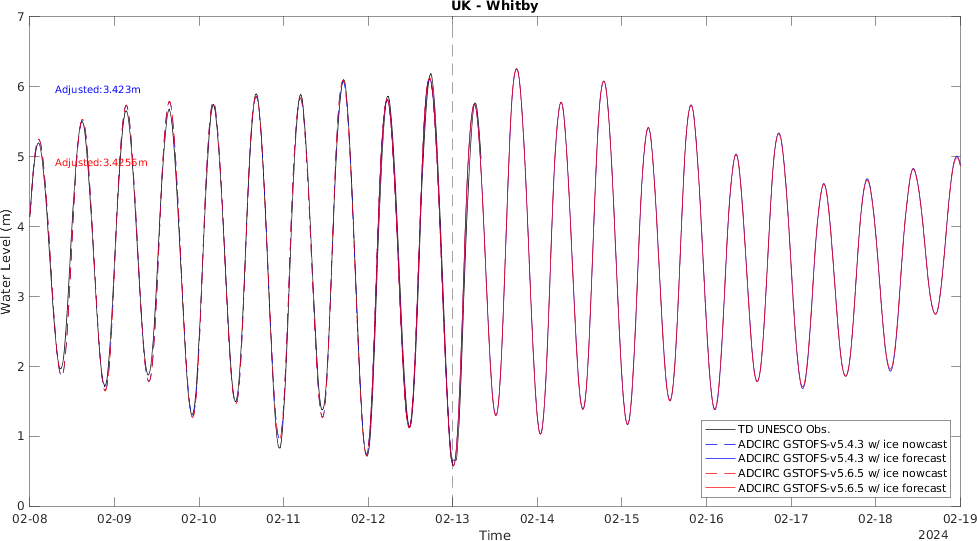 UK - Whitby
7
6
5
4
3
2
1
0
Water Level (m)
Adjusted:3.423m
Adjusted:3.4256m
TD UNESCO Obs.
ADCIRC GSTOFS-v5.4.3 w/ ice nowcast
ADCIRC GSTOFS-v5.4.3 w/ ice forecast
ADCIRC GSTOFS-v5.6.5 w/ ice nowcast
ADCIRC GSTOFS-v5.6.5 w/ ice forecast
02-08 02-09 02-10 02-11 02-12 02-13 02-14 02-15 02-16 02-17 02-18 02-19
Time
2024